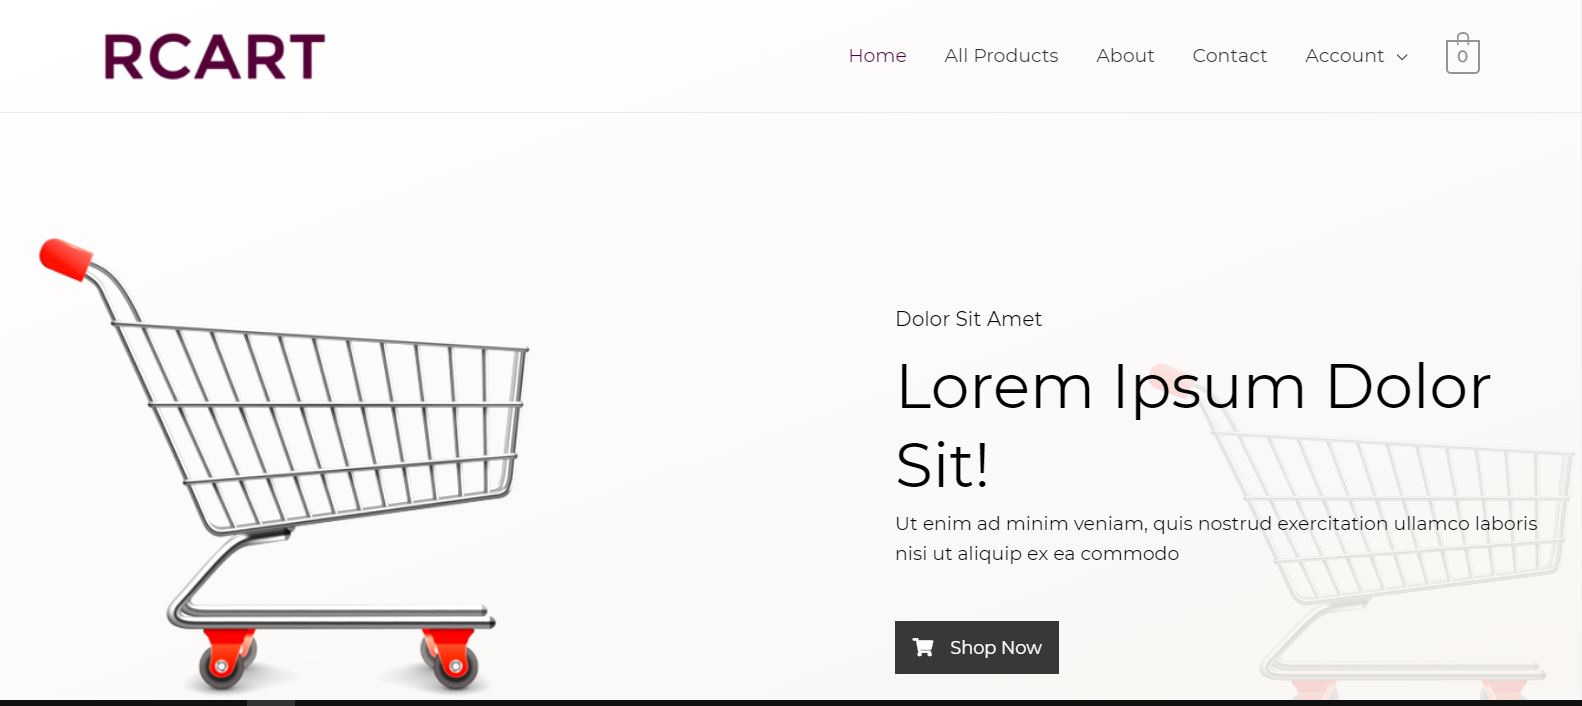 RCART
Home All Products About Contact Account 0
Dolor Sit Amet
Lorem Ipsum Dolor
Sit!
Ut enim ad minim veniam, quis nostrud exercitation ullamco laboris
nisi ut aliquip ex ea commodo
Shop Now